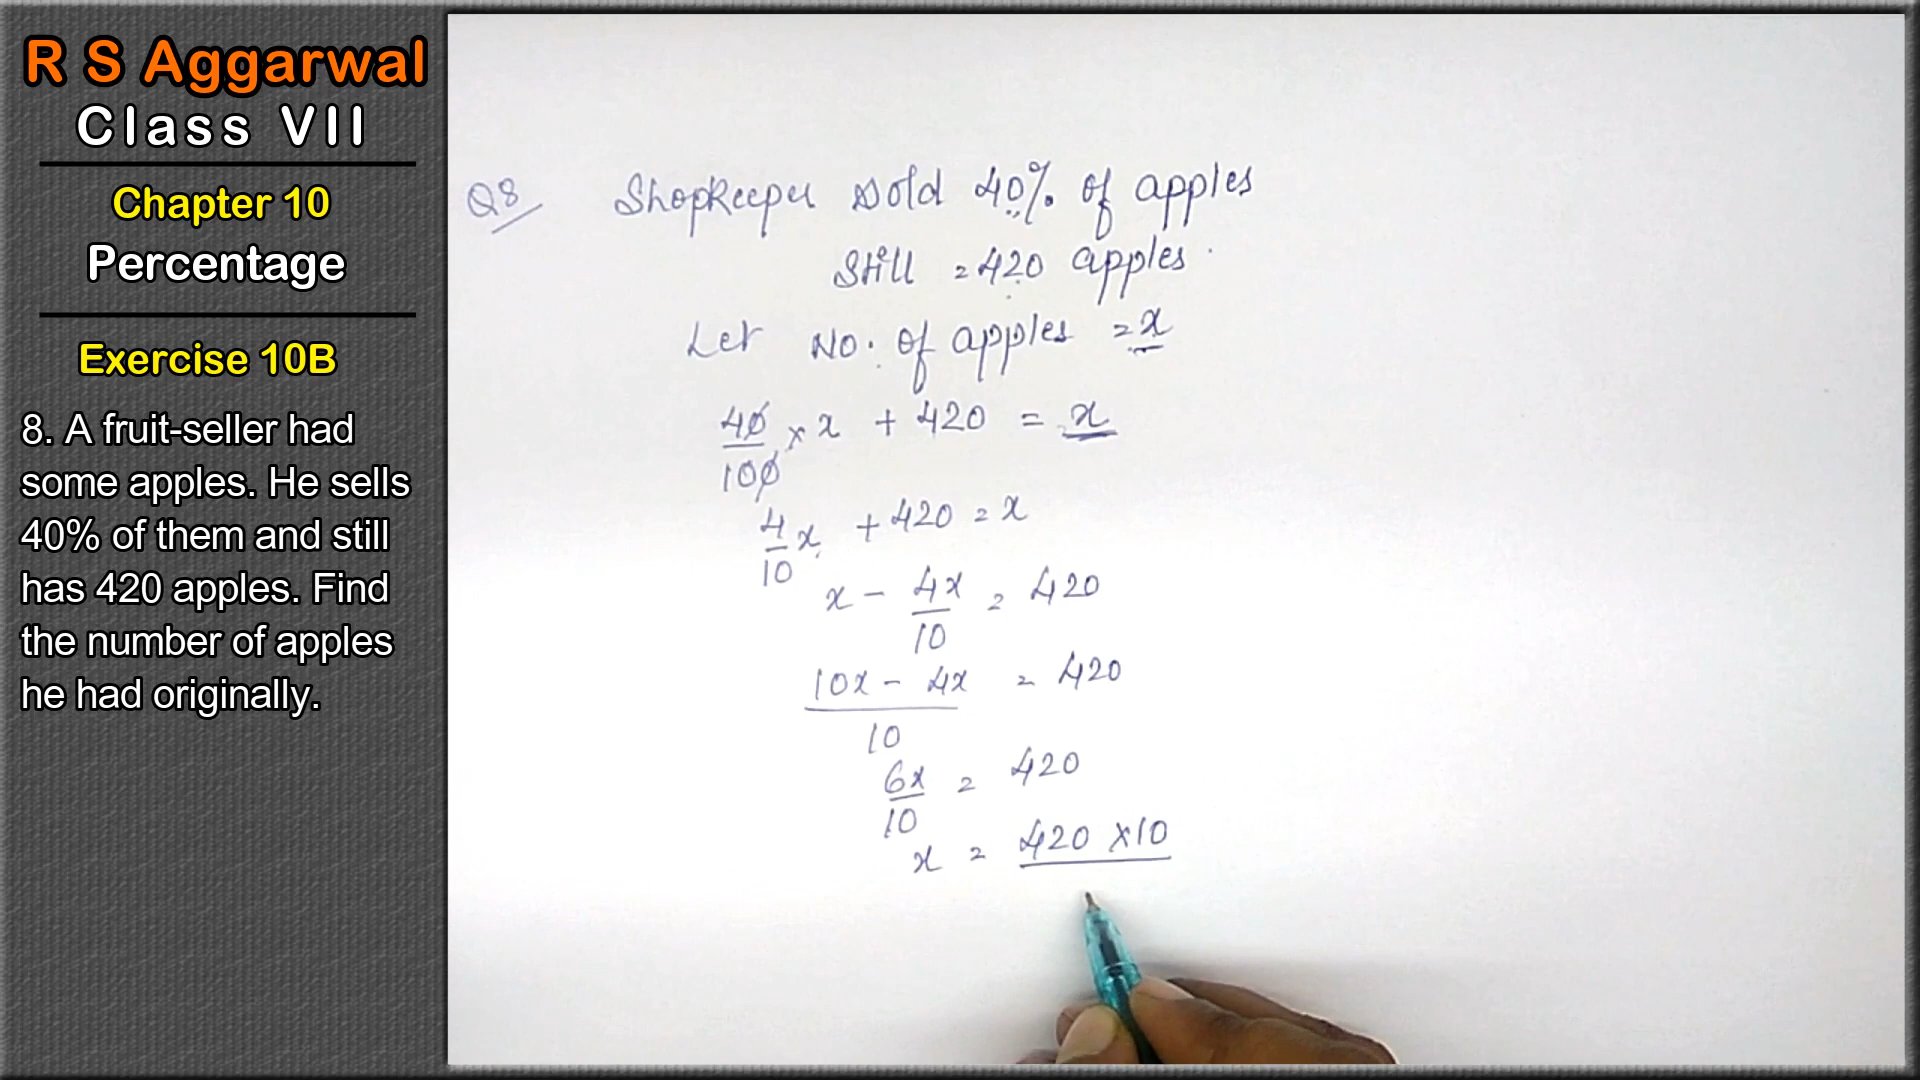 R S Aggarwal
Class VII
Chapter 10
Percentage
Exercise 10B
8. A fruit-seller had
some apples. He sells
40% of them and still
has 420 apples. Find
the number of apples
he had originally.
Q8 Shopkeeper sold 40% of apples
Still = 420 apples.
Let No. of apples = x
40/100 × x + 420 = x
4/10 x + 420 = x
x - 4x/10 = 420
10x - 4x / 10 = 420
6x/10 = 420
x = 420 × 10